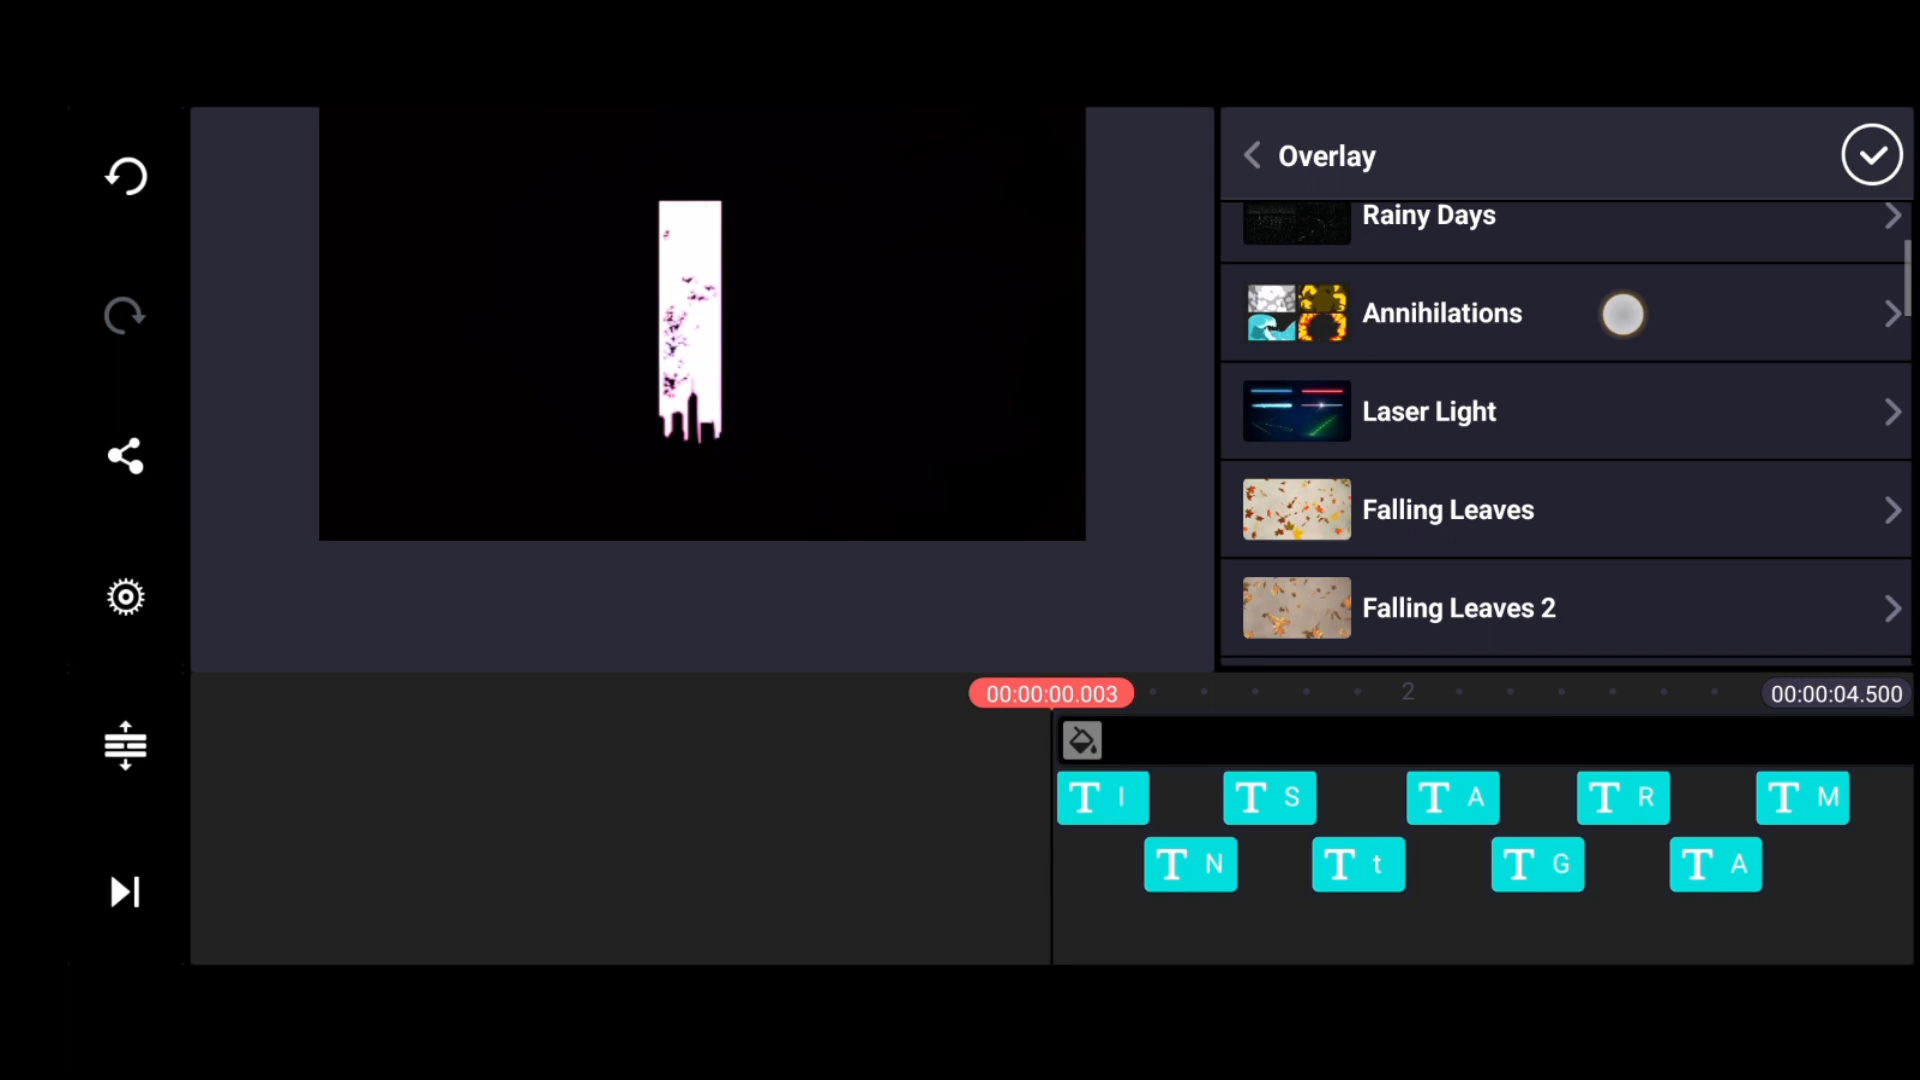 Overlay
Rainy Days
Annihilations
Laser Light
Falling Leaves
Falling Leaves 2
00:00:00.003
2
00:00:04.500
T I
T S
T A
T R
T M
T N
T t
T G
T A